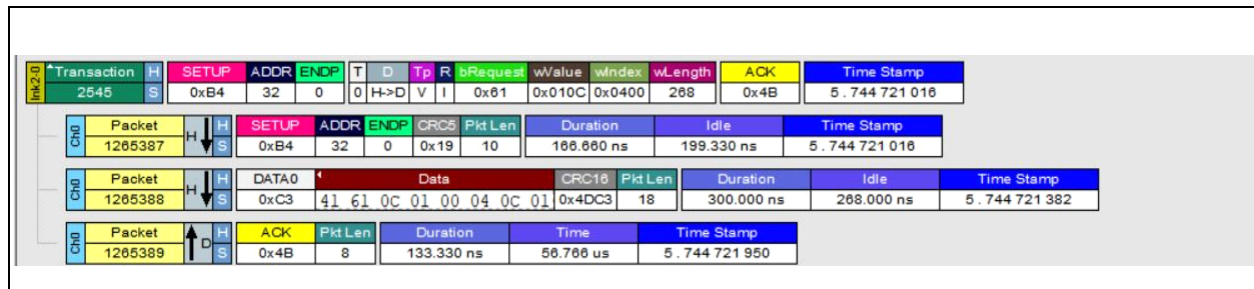 lnk2-0 Transaction H SETUP ADDR ENDP T D Tp R bRequest wValue wIndex wLength ACK Time Stamp
2545 S 0xB4 32 0 0 H->D V I 0x61 0x010C 0x0400 268 0x4B 5 . 744 721 016
Ch0 Packet H H SETUP ADDR ENDP CRC5 Pkt Len Duration Idle Time Stamp
1265387 S 0xB4 32 0 0x19 10 166.660 ns 199.330 ns 5 . 744 721 016
Ch0 Packet H H DATA0 Data CRC16 Pkt Len Duration Idle Time Stamp
1265388 S 0xC3 41 61 0C 01 00 04 0C 01 0x4DC3 18 300.000 ns 268.000 ns 5 . 744 721 382
Ch0 Packet D H ACK Pkt Len Duration Time Time Stamp
1265389 S 0x4B 8 133.330 ns 56.766 us 5 . 744 721 950